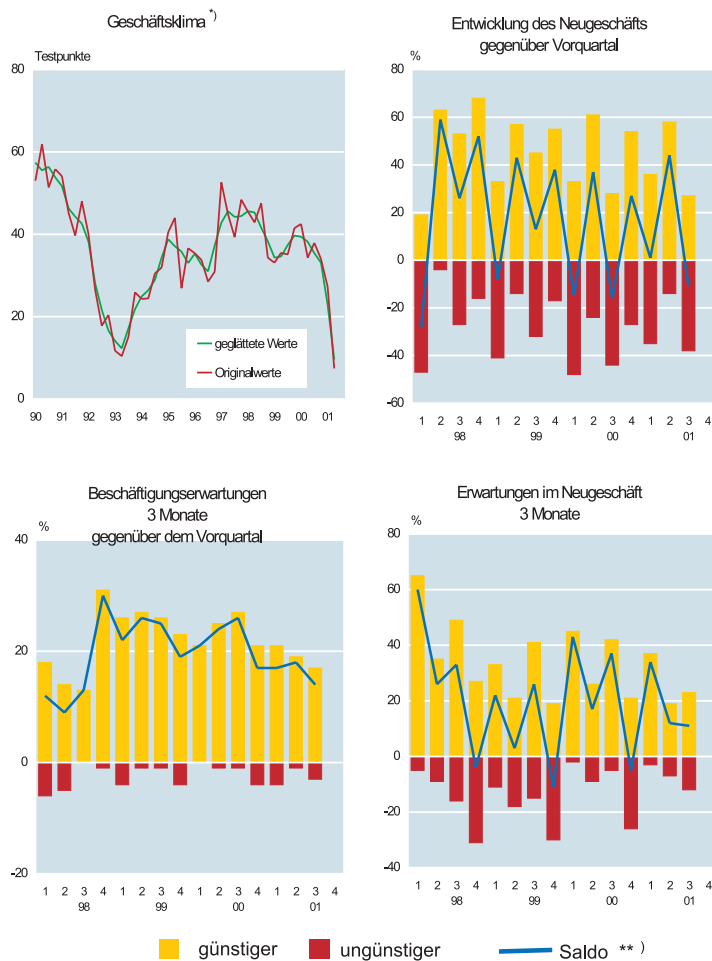 Geschäftsklima *)
Testpunkte
80
60
40
20
0
geglättete Werte
Originalwerte
90 91 92 93 94 95 96 97 98 99 00 01
Entwicklung des Neugeschäfts
gegenüber Vorquartal
%
80
60
40
20
0
-20
-40
-60
1 2 3 4 1 2 3 4 1 2 3 4 1 2 3 4
98 99 00 01
Beschäftigungserwartungen
3 Monate
gegenüber dem Vorquartal
%
40
20
0
-20
1 2 3 4 1 2 3 4 1 2 3 4 1 2 3 4
98 99 00 01
Erwartungen im Neugeschäft
3 Monate
%
80
60
40
20
0
-20
-40
1 2 3 4 1 2 3 4 1 2 3 4 1 2 3 4
98 99 00 01
günstiger ungünstiger Saldo **)